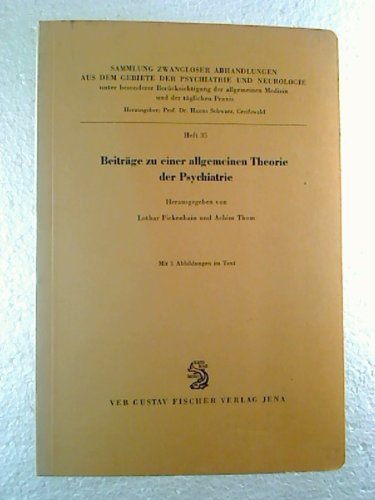 SAMMLUNG ZWANGLOSER ABHANDLUNGEN
AUS DEM GEBIETE DER PSYCHIATRIE UND NEUROLOGIE
unter besonderer Berücksichtigung der allgemeinen Medizin
und der täglichen Praxis
Herausgeber: Prof. Dr. Hanns Schwarz, Greifswald
Heft 35
Beiträge zu einer allgemeinen Theorie
der Psychiatrie
Herausgegeben von
Lothar Pickenhain und Achim Thom
Mit 5 Abbildungen im Text
VEB GUSTAV FISCHER VERLAG JENA